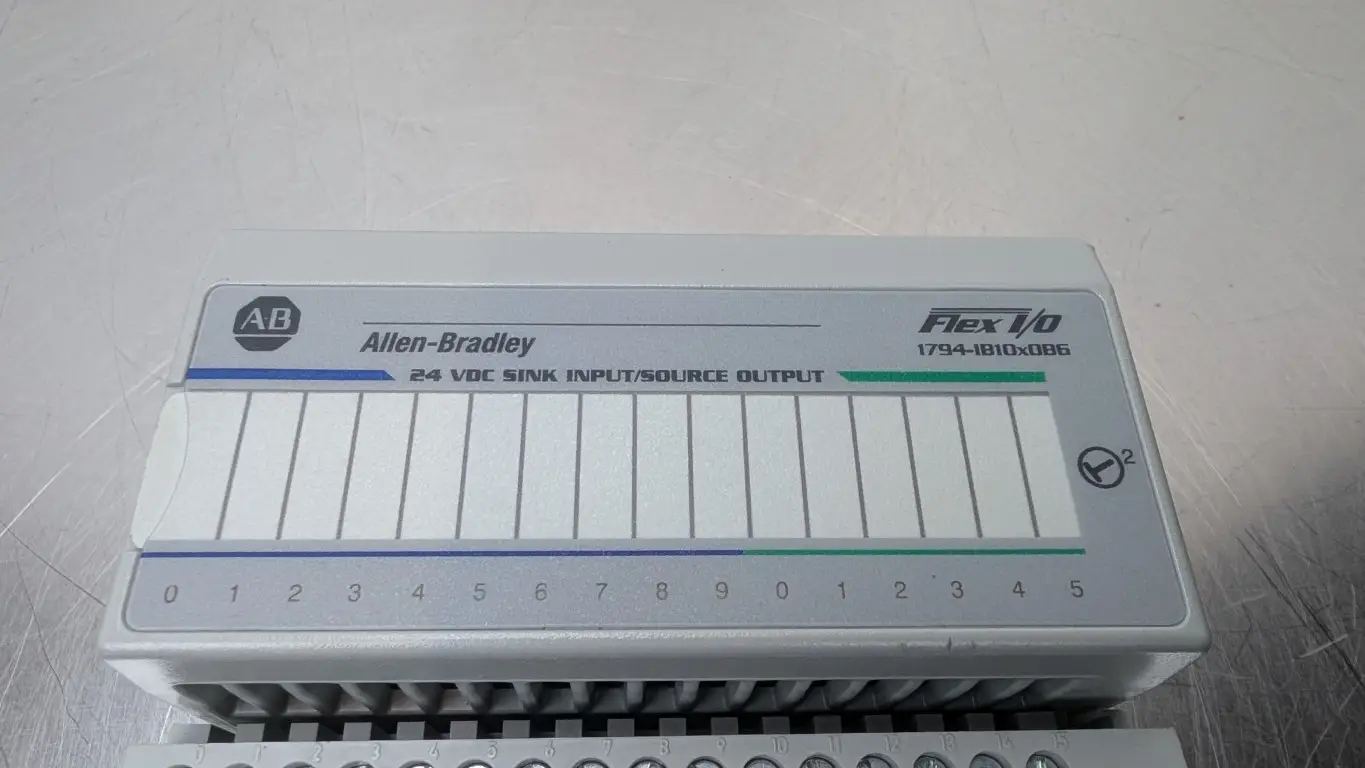 AB
Allen-Bradley
Flex I/O
1794-IB10xOB6
24 VDC SINK INPUT/SOURCE OUTPUT
2
0 1 2 3 4 5 6 7 8 9 0 1 2 3 4 5
0 1 2 3 4 5 6 7 8 9 10 11 12 13 14 15